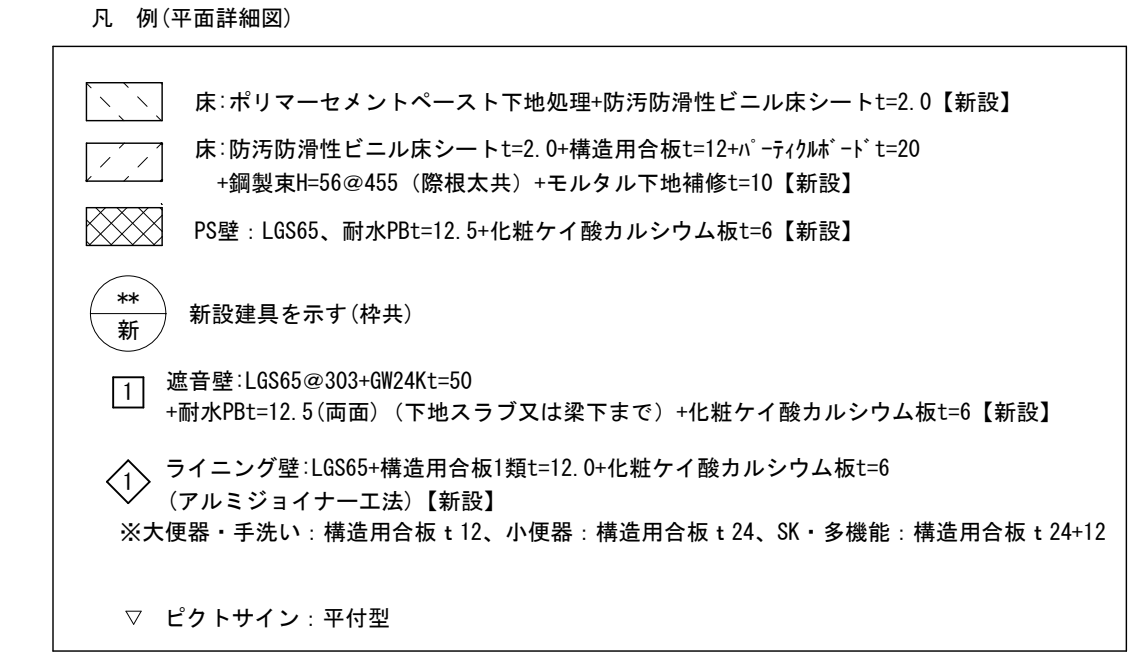 凡　例(平面詳細図)
床:ポリマーセメントペースト下地処理+防汚防滑性ビニル床シートt=2.0【新設】
床:防汚防滑性ビニル床シートt=2.0+構造用合板t=12+ﾊﾟｰﾃｨｸﾙﾎﾞｰﾄﾞt=20
+鋼製束H=56@455（際根太共）+モルタル下地補修t=10【新設】
PS壁：LGS65、耐水PBt=12.5+化粧ケイ酸カルシウム板t=6【新設】
**
新
新設建具を示す(枠共)
1
遮音壁:LGS65@303+GW24Kt=50
+耐水PBt=12.5(両面)（下地スラブ又は梁下まで）+化粧ケイ酸カルシウム板t=6【新設】
1
ライニング壁:LGS65+構造用合板1類t=12.0+化粧ケイ酸カルシウム板t=6
(アルミジョイナー工法)【新設】
※大便器・手洗い：構造用合板ｔ12、小便器：構造用合板ｔ24、SK・多機能：構造用合板ｔ24+12
▽　ピクトサイン：平付型